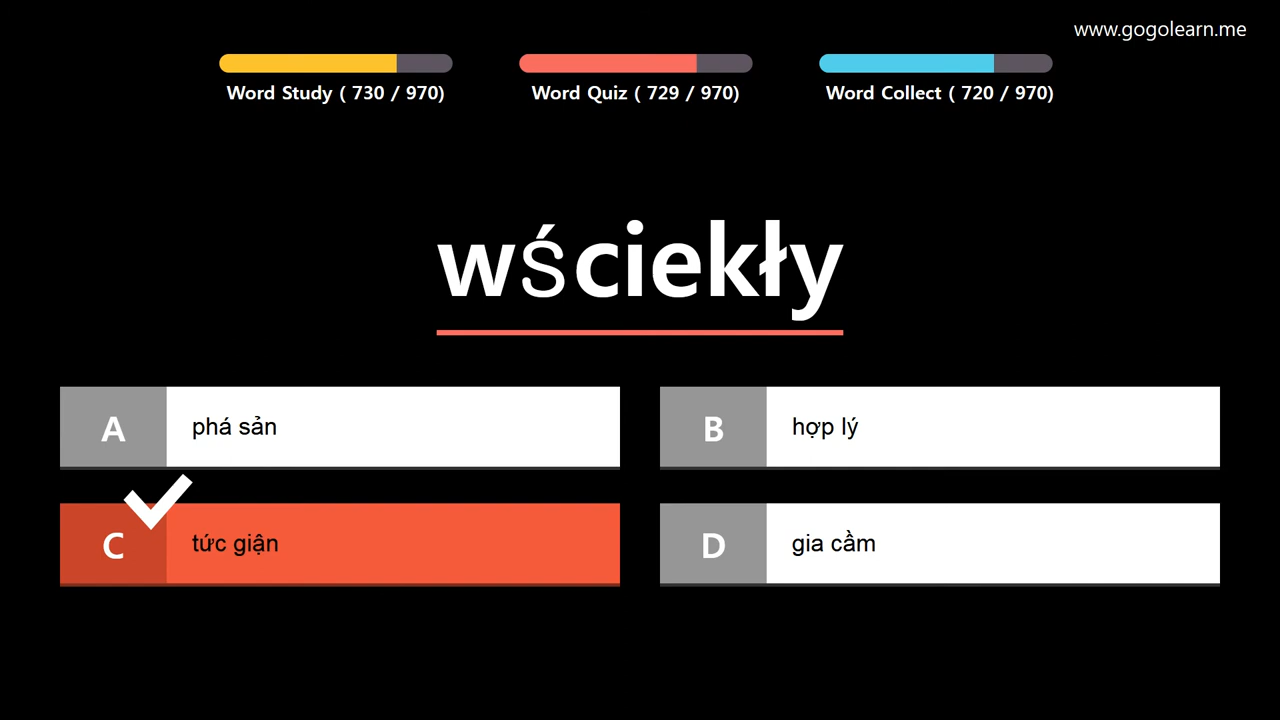 www.gogolearn.me
Word Study ( 730 / 970)
Word Quiz ( 729 / 970)
Word Collect ( 720 / 970)
wściekły
A phá sản
B hợp lý
C tức giận
D gia cầm